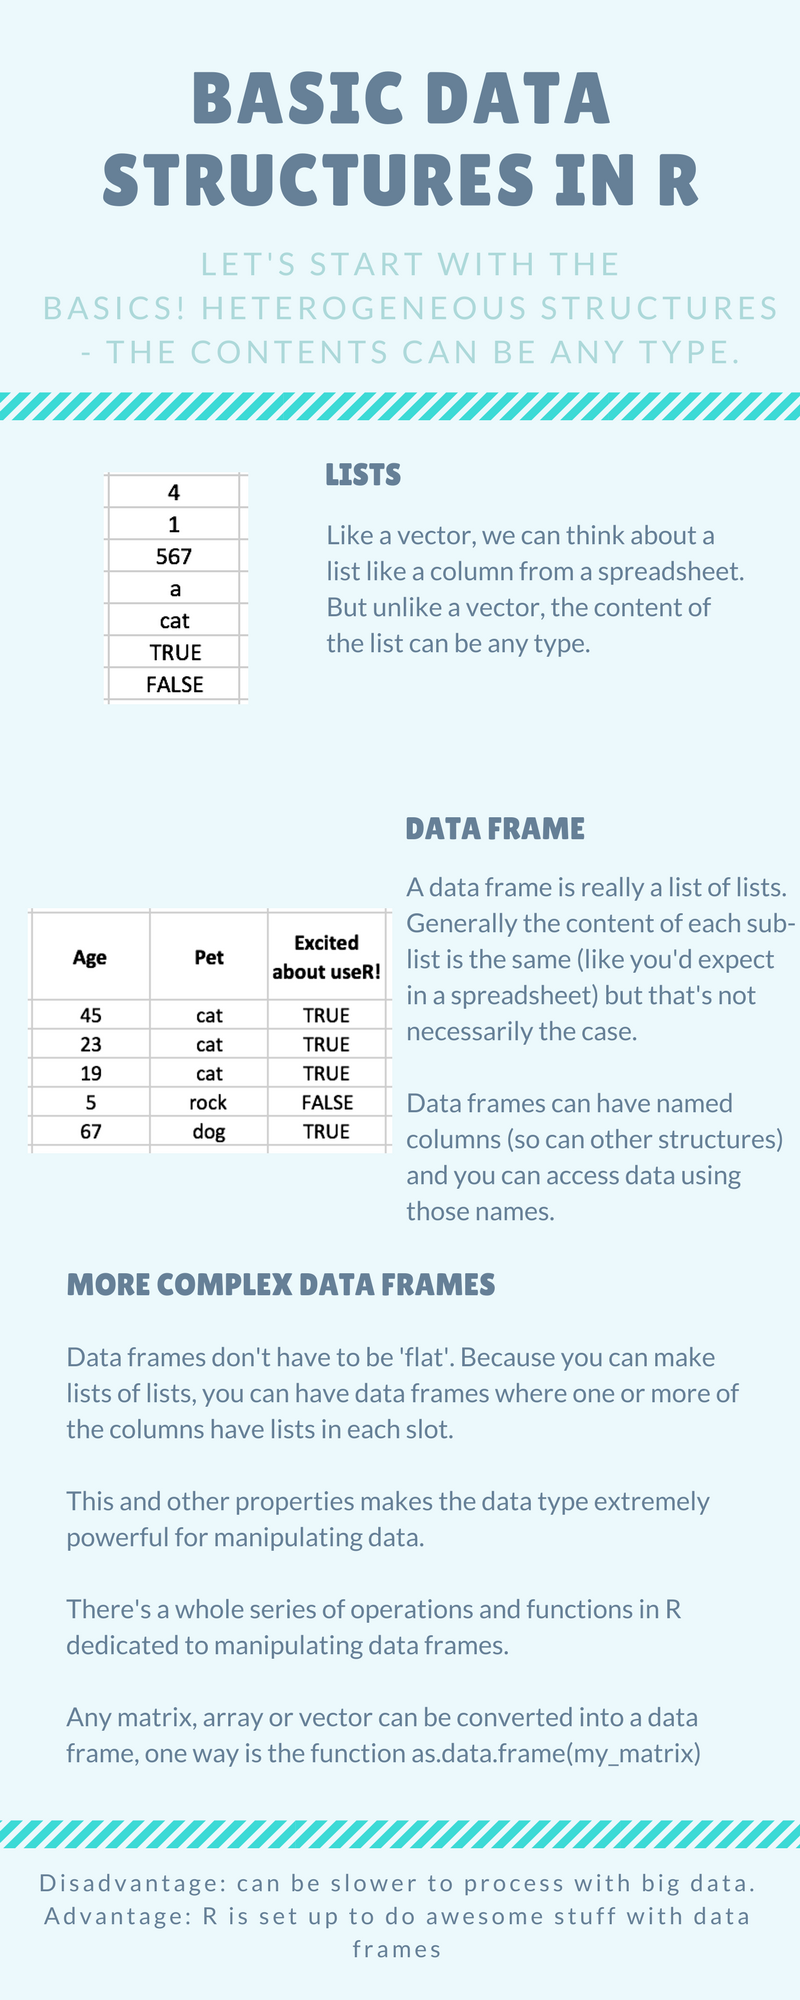 BASIC DATA
STRUCTURES IN R
LET'S START WITH THE
BASICS! HETEROGENEOUS STRUCTURES
- THE CONTENTS CAN BE ANY TYPE.
4
1
567
a
cat
TRUE
FALSE
LISTS
Like a vector, we can think about a
list like a column from a spreadsheet.
But unlike a vector, the content of
the list can be any type.
Age Pet Excited
about useR!
45 cat TRUE
23 cat TRUE
19 cat TRUE
5 rock FALSE
67 dog TRUE
DATA FRAME
A data frame is really a list of lists.
Generally the content of each sub-
list is the same (like you'd expect
in a spreadsheet) but that's not
necessarily the case.
Data frames can have named
columns (so can other structures)
and you can access data using
those names.
MORE COMPLEX DATA FRAMES
Data frames don't have to be 'flat'. Because you can make
lists of lists, you can have data frames where one or more of
the columns have lists in each slot.
This and other properties makes the data type extremely
powerful for manipulating data.
There's a whole series of operations and functions in R
dedicated to manipulating data frames.
Any matrix, array or vector can be converted into a data
frame, one way is the function as.data.frame(my_matrix)
Disadvantage: can be slower to process with big data.
Advantage: R is set up to do awesome stuff with data
frames